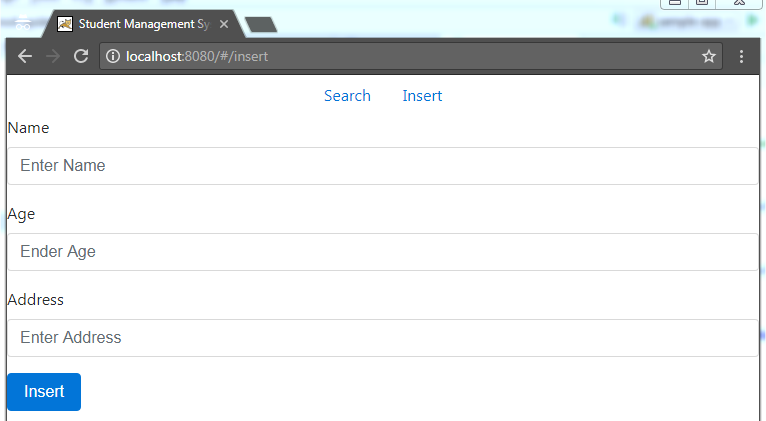 Student Management Sy
localhost:8080/#/insert
Search Insert
Name
Enter Name
Age
Ender Age
Address
Enter Address
Insert